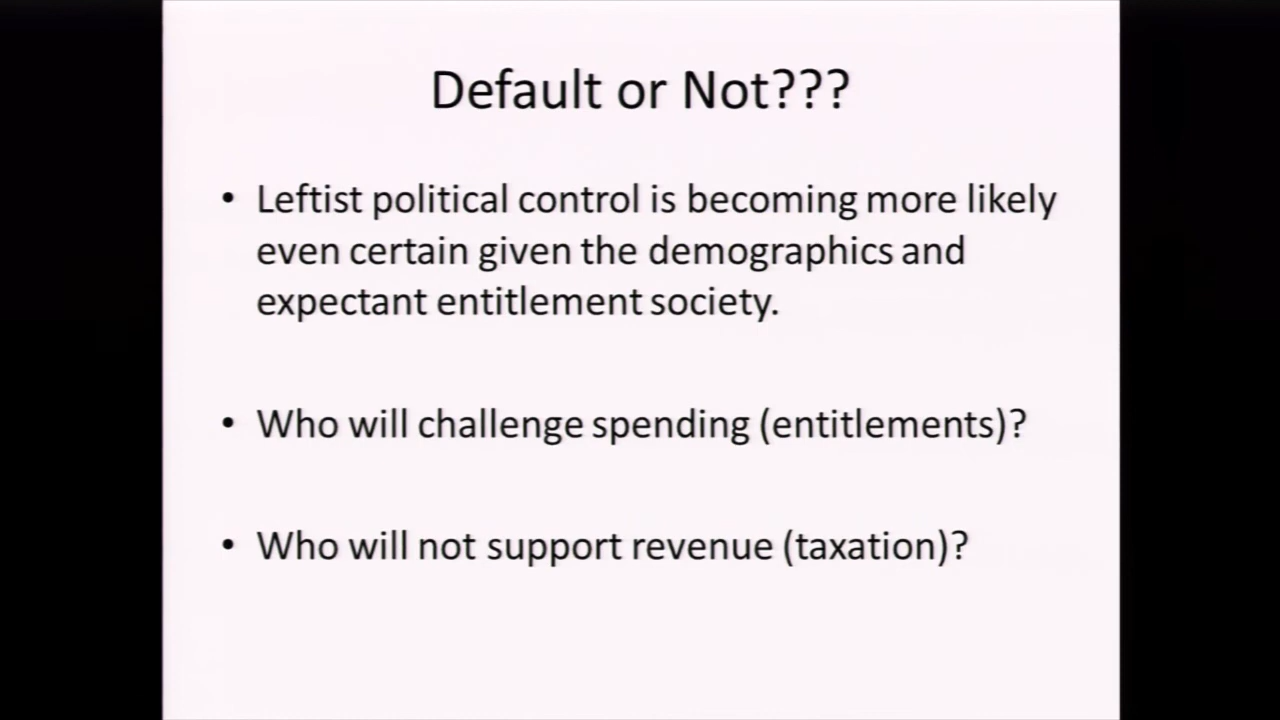 Default or Not???
• Leftist political control is becoming more likely
even certain given the demographics and
expectant entitlement society.
• Who will challenge spending (entitlements)?
• Who will not support revenue (taxation)?